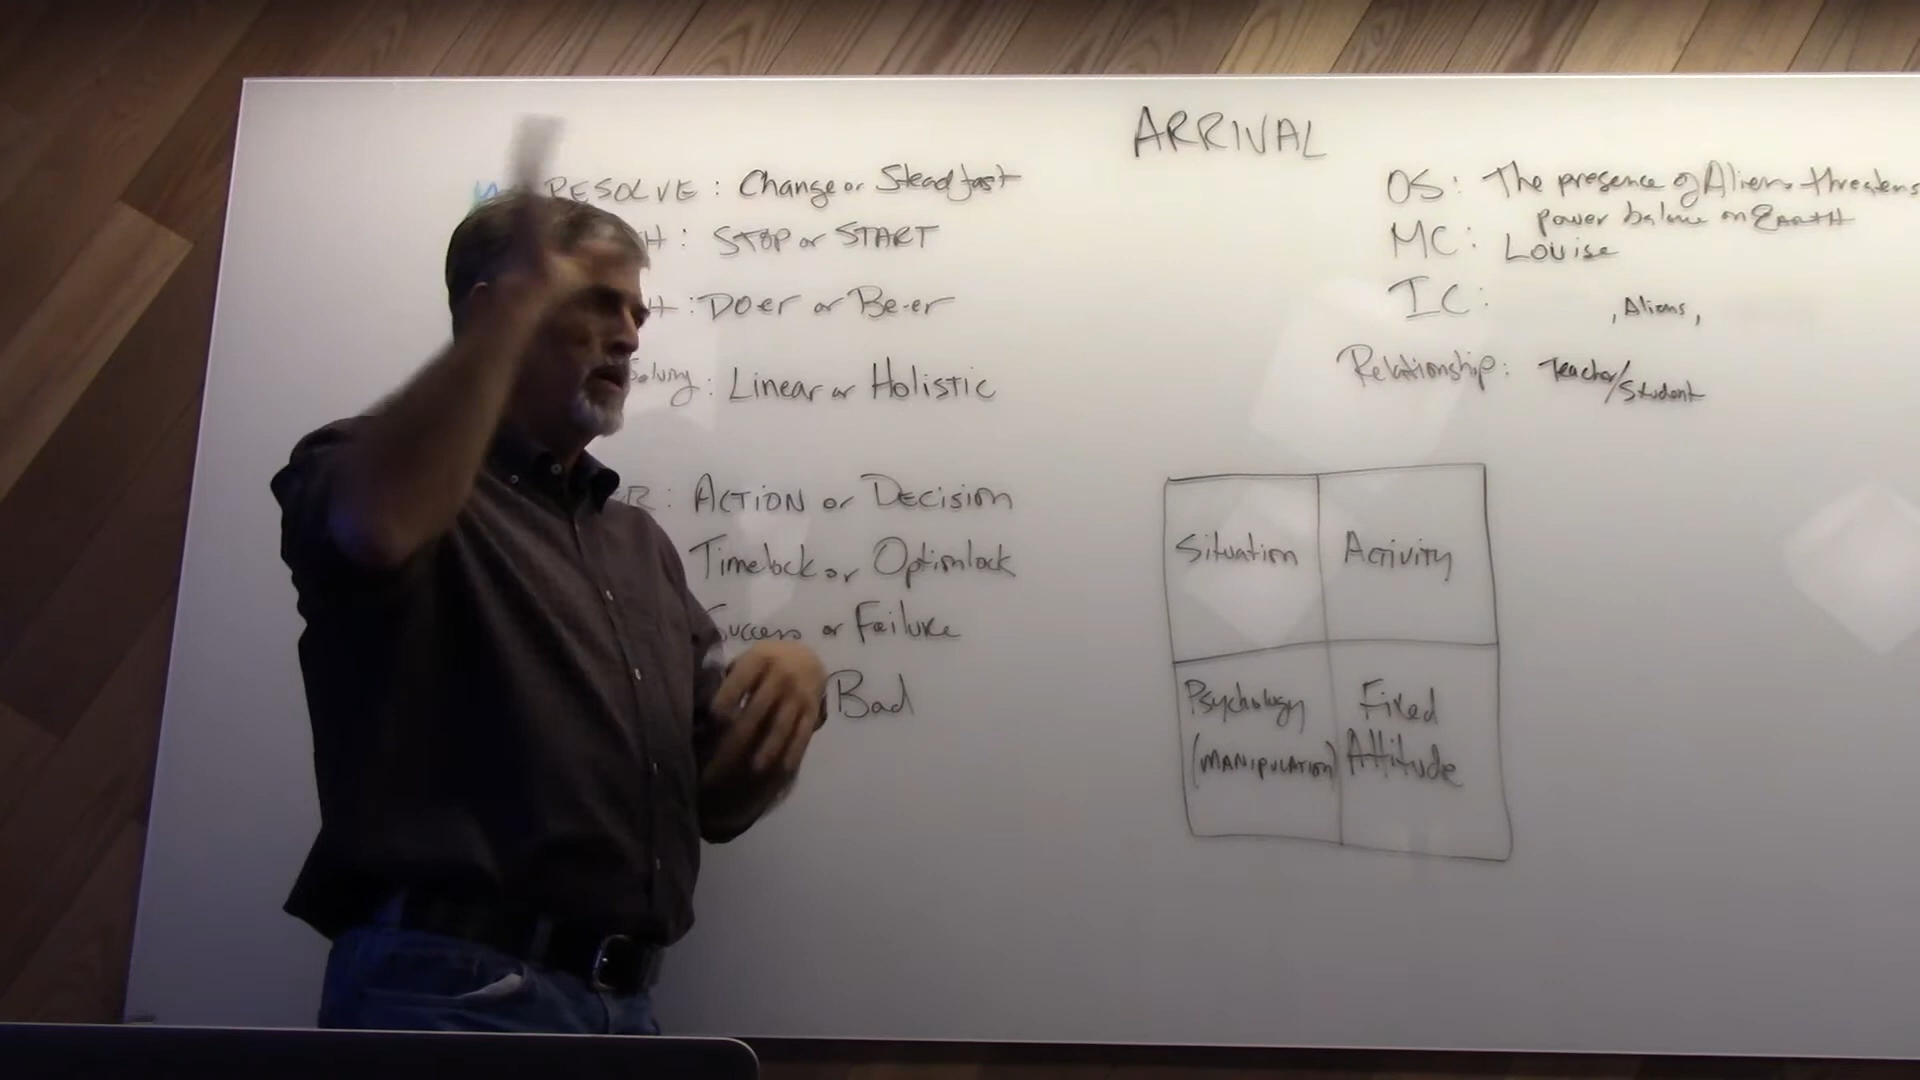 ARRIVAL
RESOLVE: Change or Steadfast
H: STOP or START
H: DOer or Be-er
Solving: Linear or Holistic
R: ACTION or DECISION
Timelock or Optionlock
Success or Failure
Bad
OS: The presence of Aliens threatens
power balance on EARTH
MC: Louise
IC: , Aliens,
Relationship: Teacher/Student
Situation
Activity
Psychology
(MANIPULATION)
Fixed
Attitude